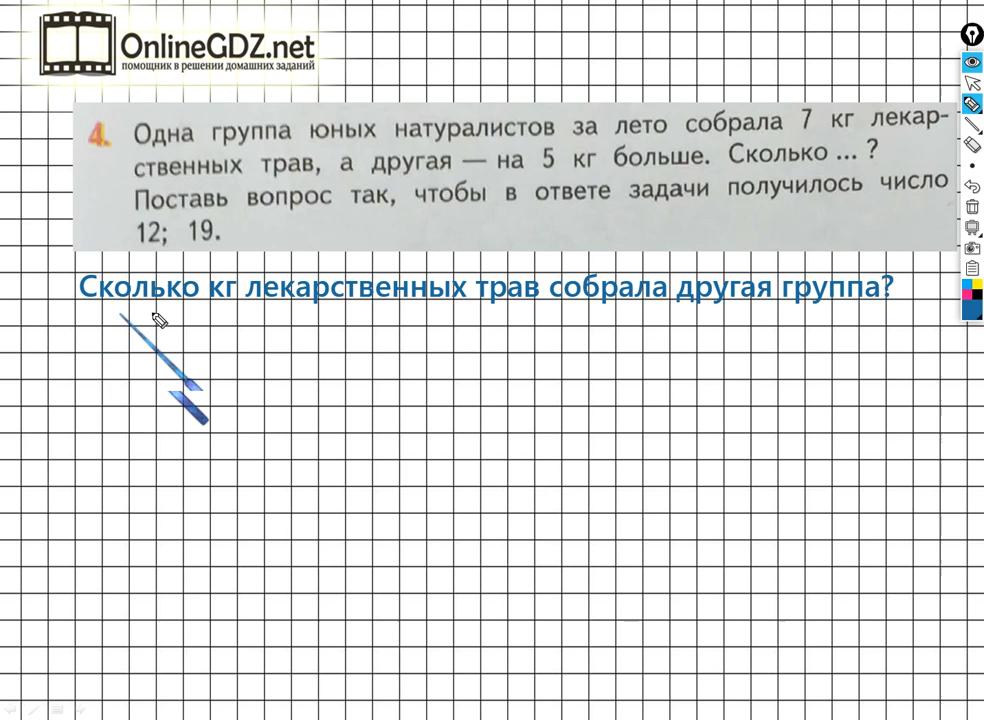 OnlineGDZ.net
помощник в решении домашних заданий
4. Одна группа юных натуралистов за лето собрала 7 кг лекар-
ственных трав, а другая — на 5 кг больше. Сколько ... ?
Поставь вопрос так, чтобы в ответе задачи получилось число
12; 19.
Сколько кг лекарственных трав собрала другая группа?